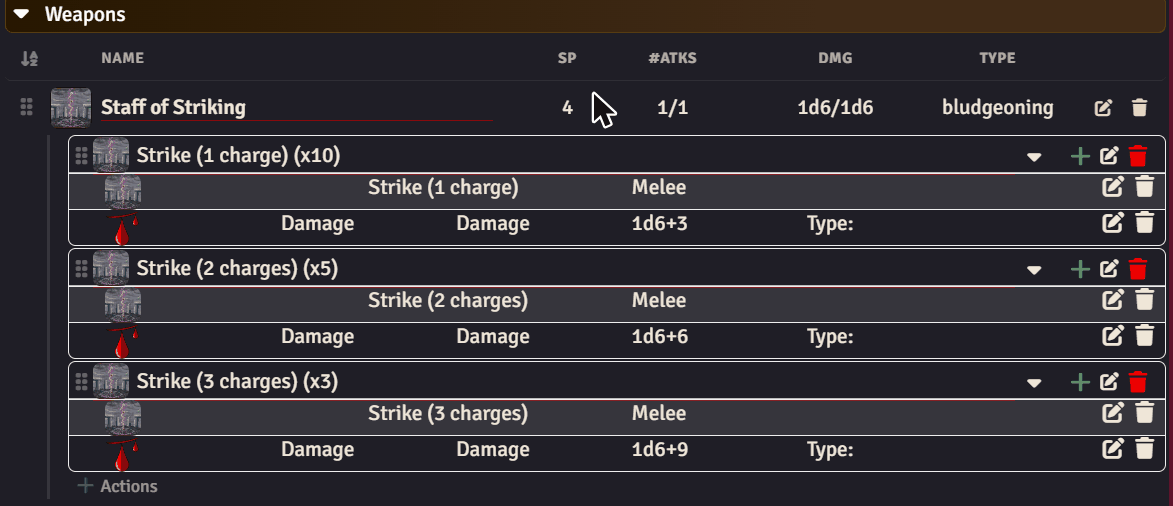 Weapons
NAME SP #ATKS DMG TYPE
Staff of Striking 4 1/1 1d6/1d6 bludgeoning
Strike (1 charge) (x10)
Strike (1 charge) Melee
Damage Damage 1d6+3 Type:
Strike (2 charges) (x5)
Strike (2 charges) Melee
Damage Damage 1d6+6 Type:
Strike (3 charges) (x3)
Strike (3 charges) Melee
Damage Damage 1d6+9 Type:
Actions